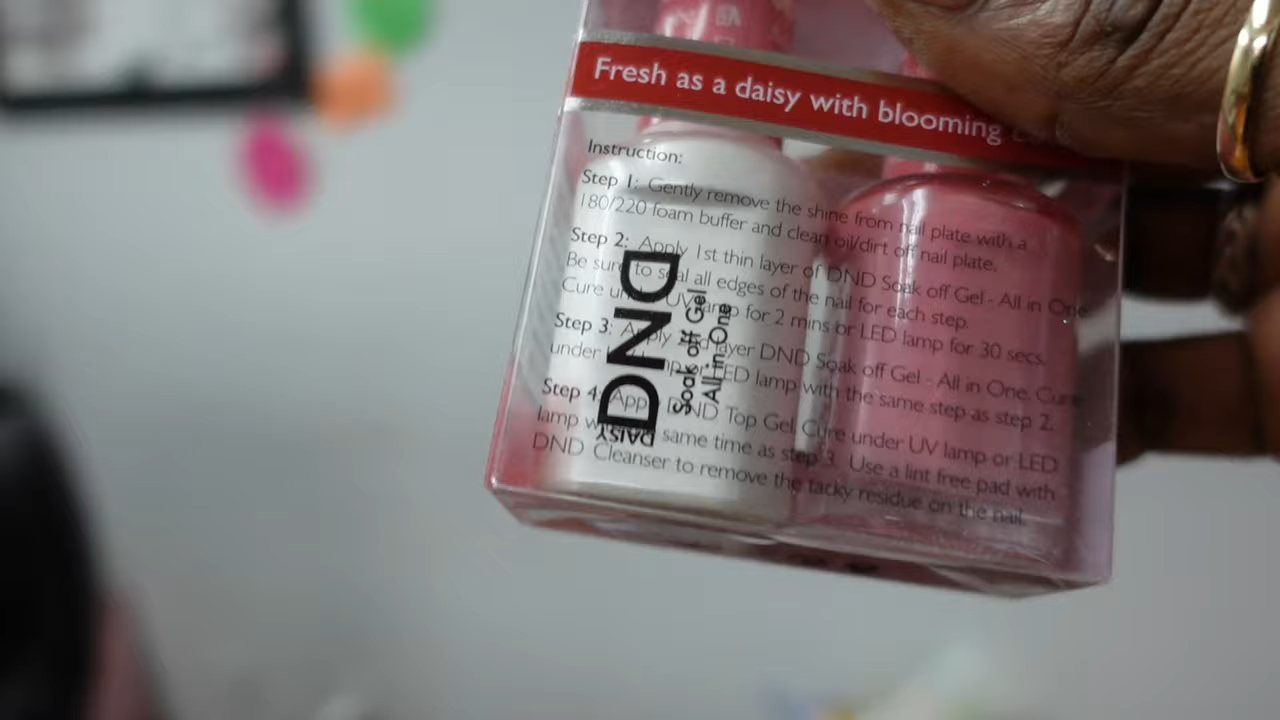 Fresh as a daisy with blooming
Instruction:
Step 1: Gently remove the shine from nail plate with a
180/220 foam buffer and clean oil/dirt off nail plate.
Step 2: Apply 1st thin layer of DND Soak off Gel - All in One
Be sure to seal all edges of the nail for each step.
Cure under UV lamp for 2 mins or LED lamp for 30 secs.
Step 3: Apply 2nd layer DND Soak off Gel - All in One. Cure
under lamp or LED lamp with the same step as step 2.
Step 4: Apply DND Top Gel. Cure under UV lamp or LED
lamp with same time as step 3. Use a lint free pad with
DND Cleanser to remove the tacky residue on the nail.
DND
Soak off Gel
All in One
DAISY